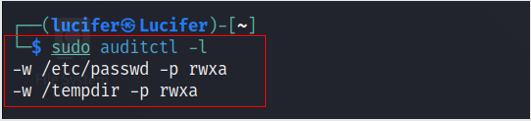 ┌──(lucifer㉿Lucifer)-[~]
└─$ sudo auditctl -l
-w /etc/passwd -p rwxa
-w /tempdir -p rwxa